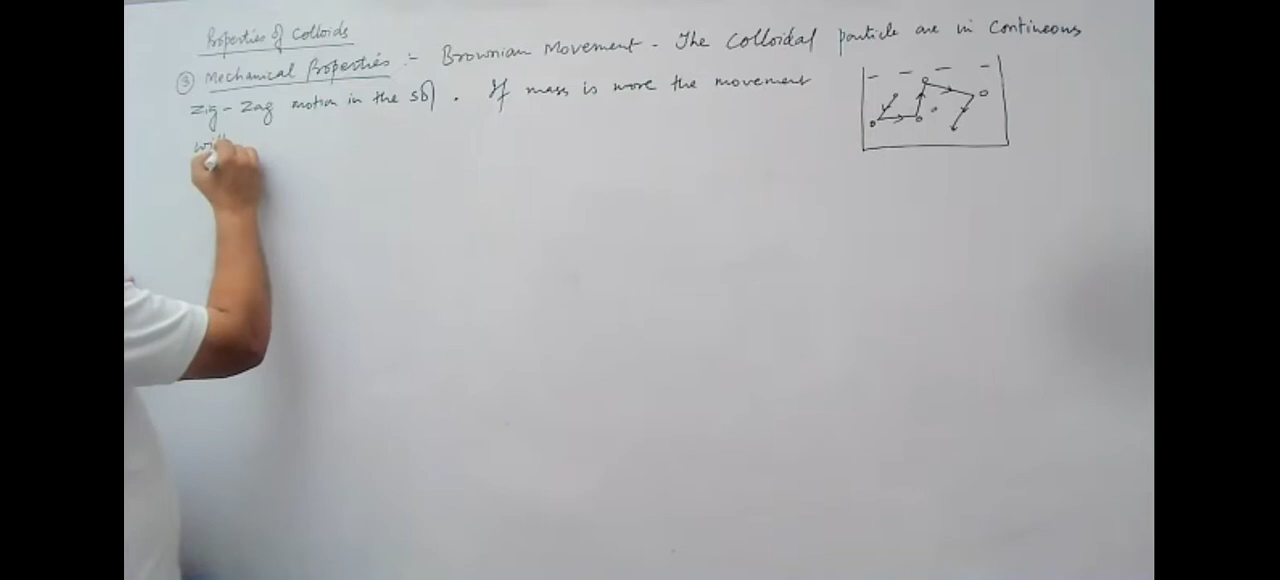 Properties of Colloids
③ Mechanical Properties :- Brownian Movement - The Colloidal particle are in Contineous
Zig-Zag motion in the sol. If mass is more the movement